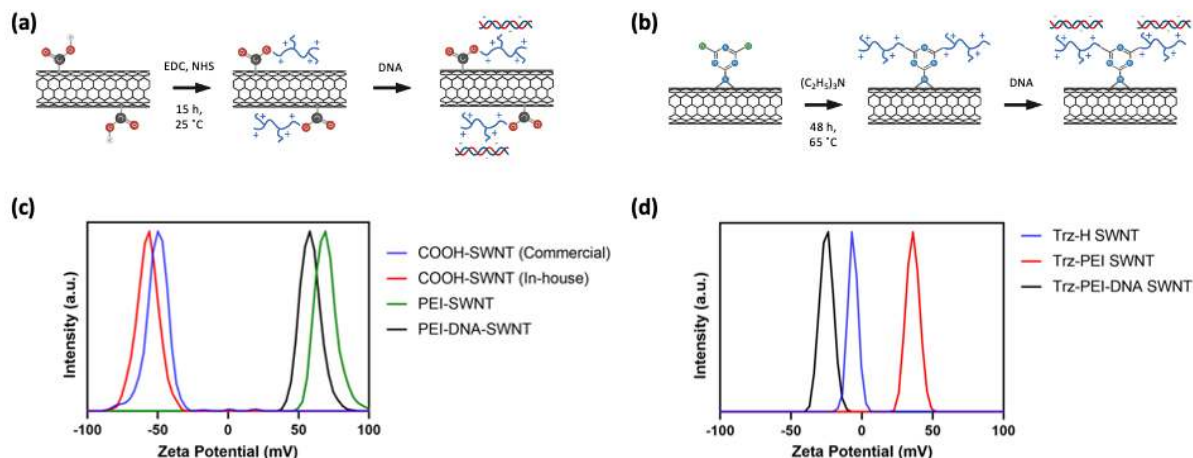 (a)
EDC, NHS
15 h,
25 ˚C
DNA
(b)
(C₂H₅)₃N
48 h,
65 ˚C
DNA
(c)
Intensity (a.u.)
COOH-SWNT (Commercial)
COOH-SWNT (In-house)
PEI-SWNT
PEI-DNA-SWNT
-100 -50 0 50 100
Zeta Potential (mV)
(d)
Intensity (a.u.)
Trz-H SWNT
Trz-PEI SWNT
Trz-PEI-DNA SWNT
-100 -50 0 50 100
Zeta Potential (mV)